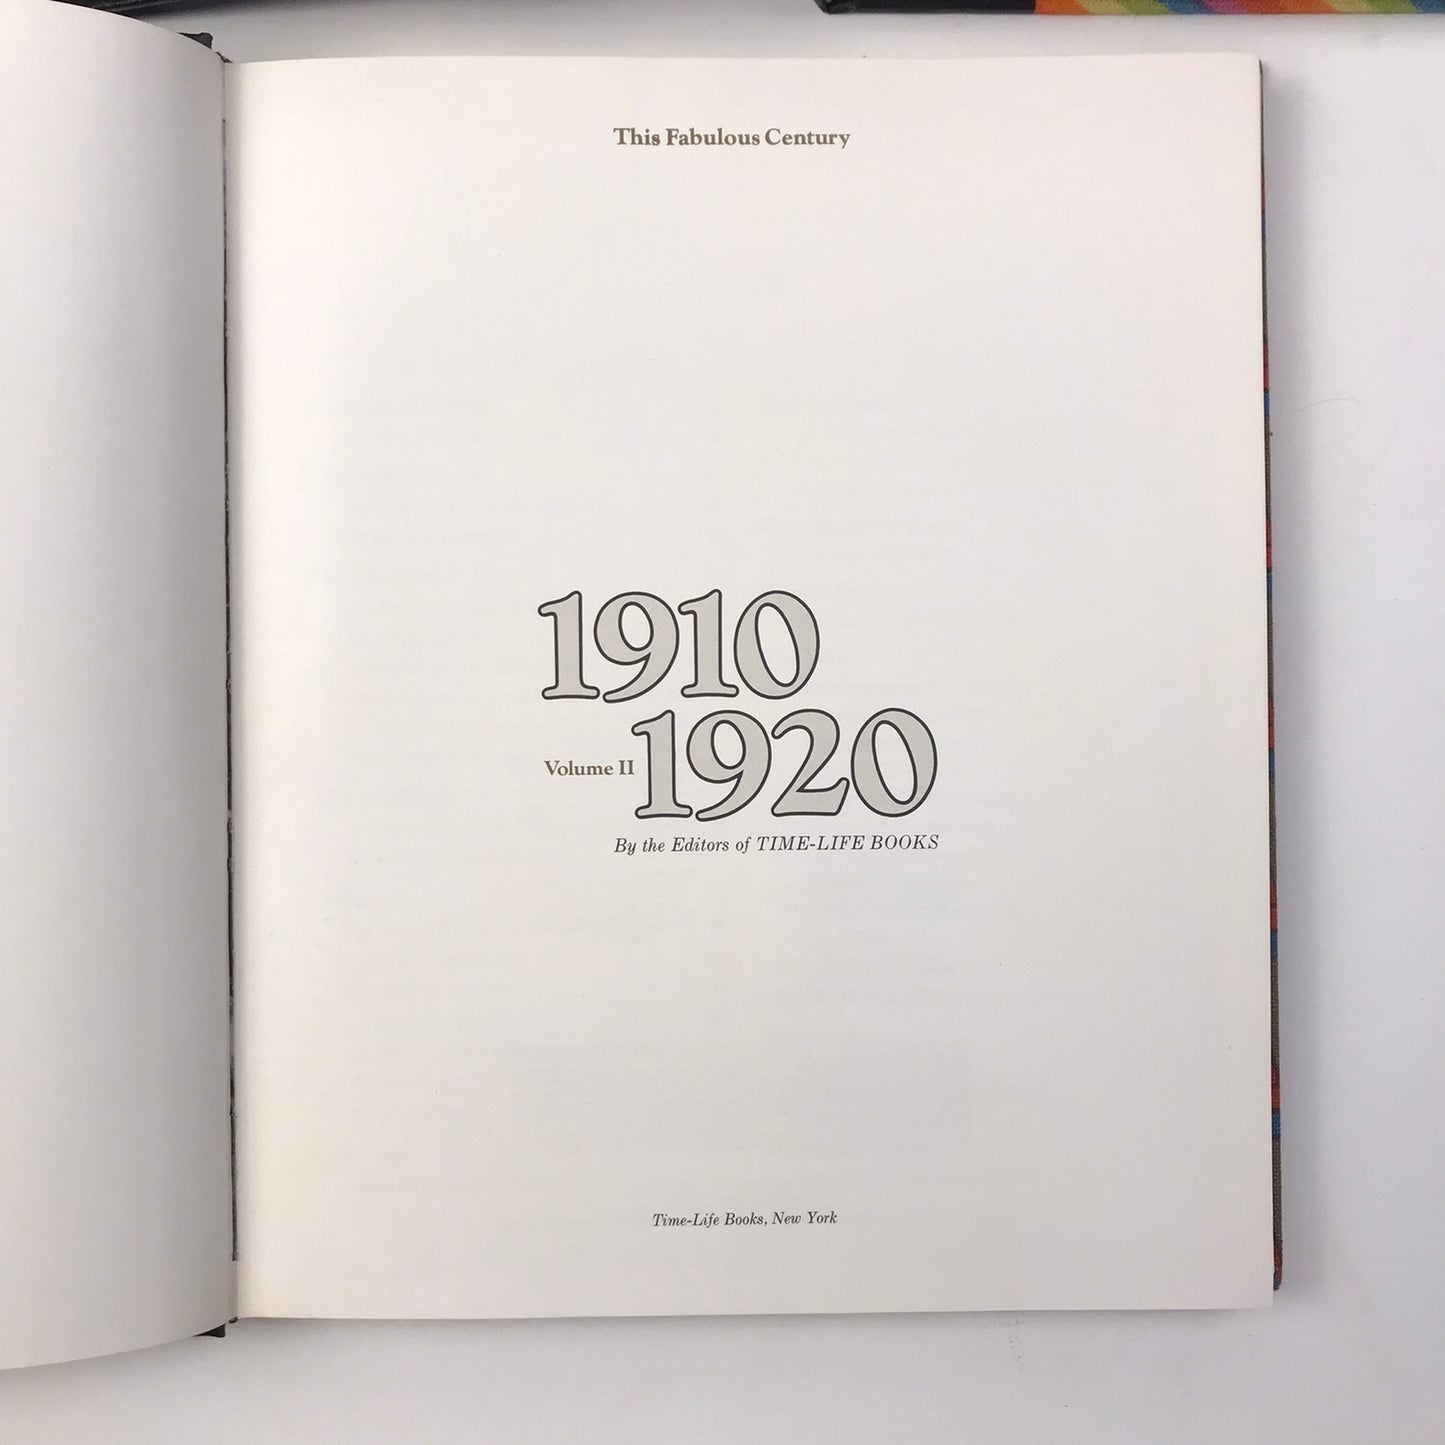 This Fabulous Century
1910
Volume II 1920
By the Editors of TIME-LIFE BOOKS
Time-Life Books, New York